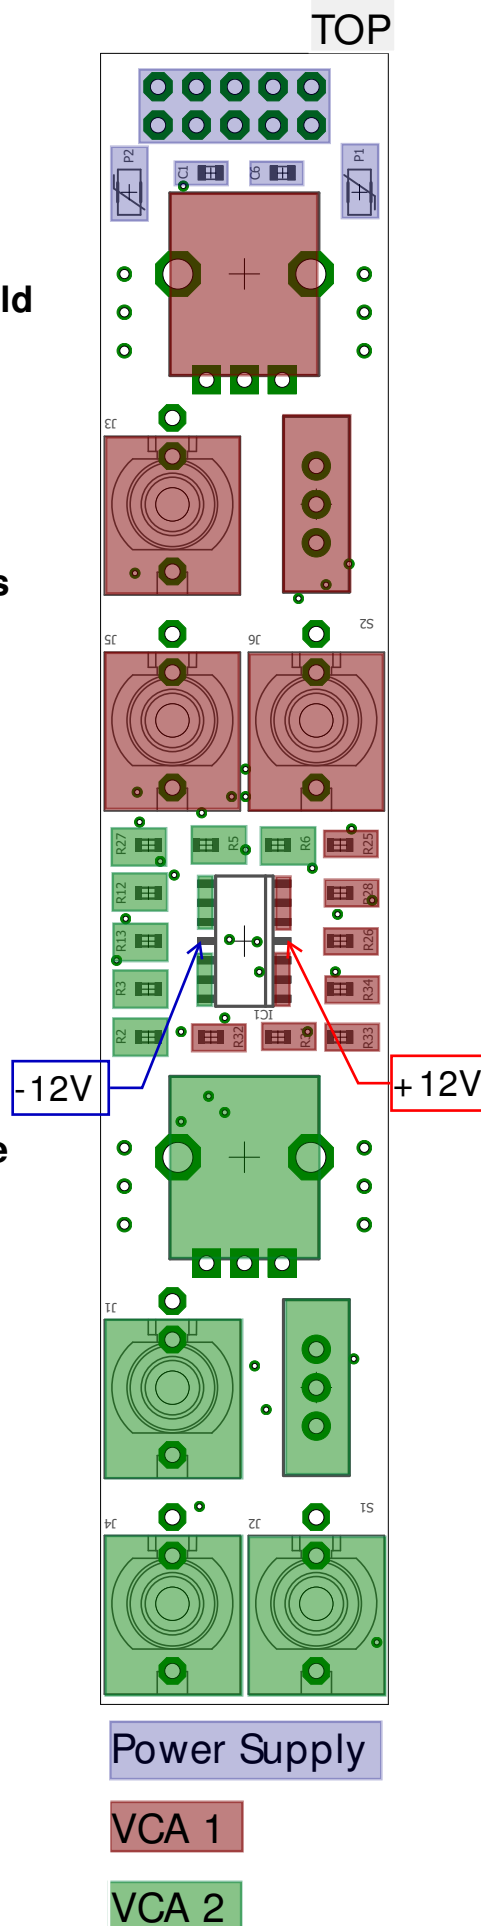 TOP
P2
C1
C6
P1
ld
J3
s
S2
J5
J6
R27
R5
R6
R25
R12
R28
R13
R26
R3
R34
IC1
R2
R32
R33
-12V
+12V
e
J1
S1
J4
J2
Power Supply
VCA 1
VCA 2